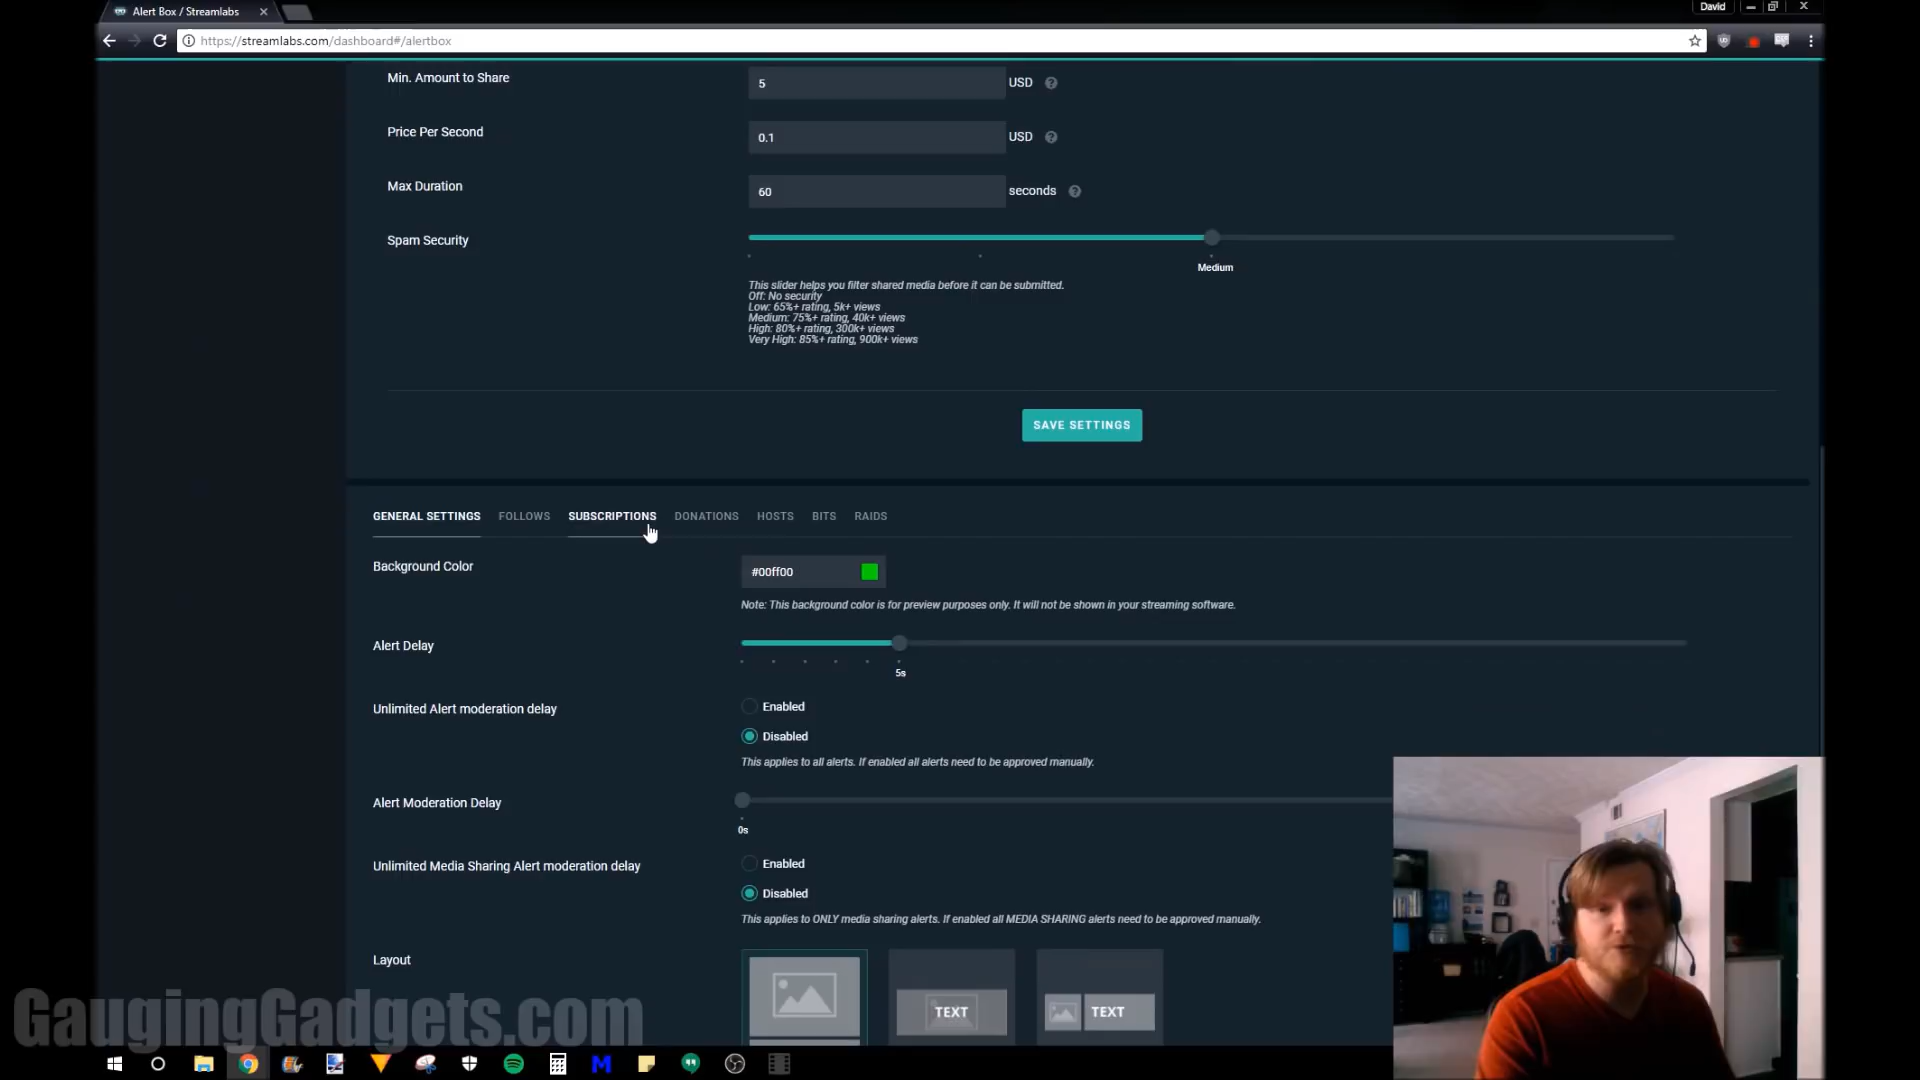 Alert Box / Streamlabs
David
https://streamlabs.com/dashboard#/alertbox
Min. Amount to Share
5
USD
Price Per Second
0.1
USD
Max Duration
60
seconds
Spam Security
Medium
This slider helps you filter shared media before it can be submitted.
Off: No security
Low: 65%+ rating, 5k+ views
Medium: 75%+ rating, 40k+ views
High: 80%+ rating, 300k+ views
Very High: 85%+ rating, 900k+ views
SAVE SETTINGS
GENERAL SETTINGS FOLLOWS SUBSCRIPTIONS DONATIONS HOSTS BITS RAIDS
Background Color
#00ff00
Note: This background color is for preview purposes only. It will not be shown in your streaming software.
Alert Delay
5s
Unlimited Alert moderation delay
Enabled
Disabled
This applies to all alerts. If enabled all alerts need to be approved manually.
Alert Moderation Delay
0s
Unlimited Media Sharing Alert moderation delay
Enabled
Disabled
This applies to ONLY media sharing alerts. If enabled all MEDIA SHARING alerts need to be approved manually.
Layout
TEXT
TEXT
GaugingGadgets.com